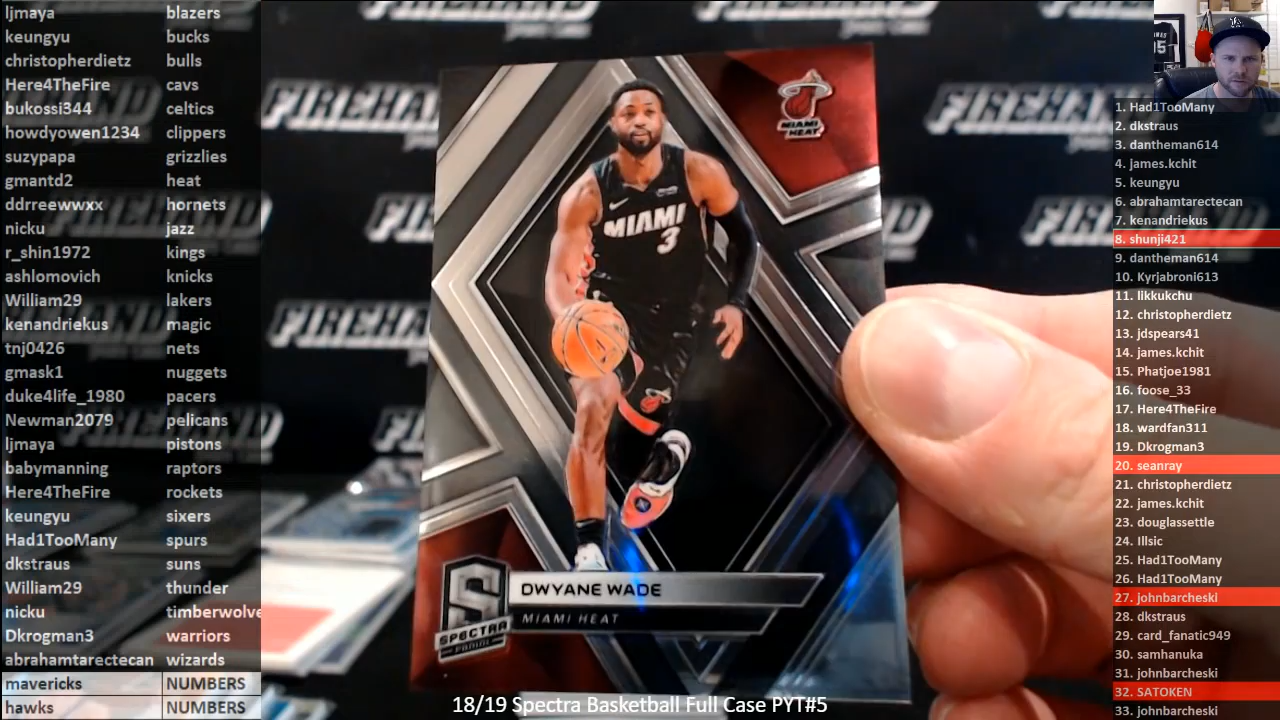 ljmaya blazers
keungyu bucks
christopherdietz bulls
Here4TheFire cavs
bukossi344 celtics
howdyowen1234 clippers
suzypapa grizzlies
gmantd2 heat
ddrreewwxx hornets
nicku jazz
r_shin1972 kings
ashlomovich knicks
William29 lakers
kenandriekus magic
tnj0426 nets
gmask1 nuggets
duke4life_1980 pacers
Newman2079 pelicans
ljmaya pistons
babymanning raptors
Here4TheFire rockets
keungyu sixers
Had1TooMany spurs
dkstraus suns
William29 thunder
nicku timberwolve
Dkrogman3 warriors
abrahamtarectecan wizards
mavericks NUMBERS
hawks NUMBERS
FIREHAND
MIAMI HEAT
MIAMI
3
S
SPECTRA
PANINI
DWYANE WADE
MIAMI HEAT
18/19 Spectra Basketball Full Case PYT#5
LA
1. Had1TooMany
2. dkstraus
3. dantheman614
4. james.kchit
5. keungyu
6. abrahamtarectecan
7. kenandriekus
8. shunji421
9. dantheman614
10. Kyrjabroni613
11. likkukchu
12. christopherdietz
13. jdspears41
14. james.kchit
15. Phatjoe1981
16. foose_33
17. Here4TheFire
18. wardfan311
19. Dkrogman3
20. seanray
21. christopherdietz
22. james.kchit
23. douglassettle
24. Illsic
25. Had1TooMany
26. Had1TooMany
27. johnbarcheski
28. dkstraus
29. card_fanatic949
30. samhanuka
31. johnbarcheski
32. SATOKEN
33. johnbarcheski